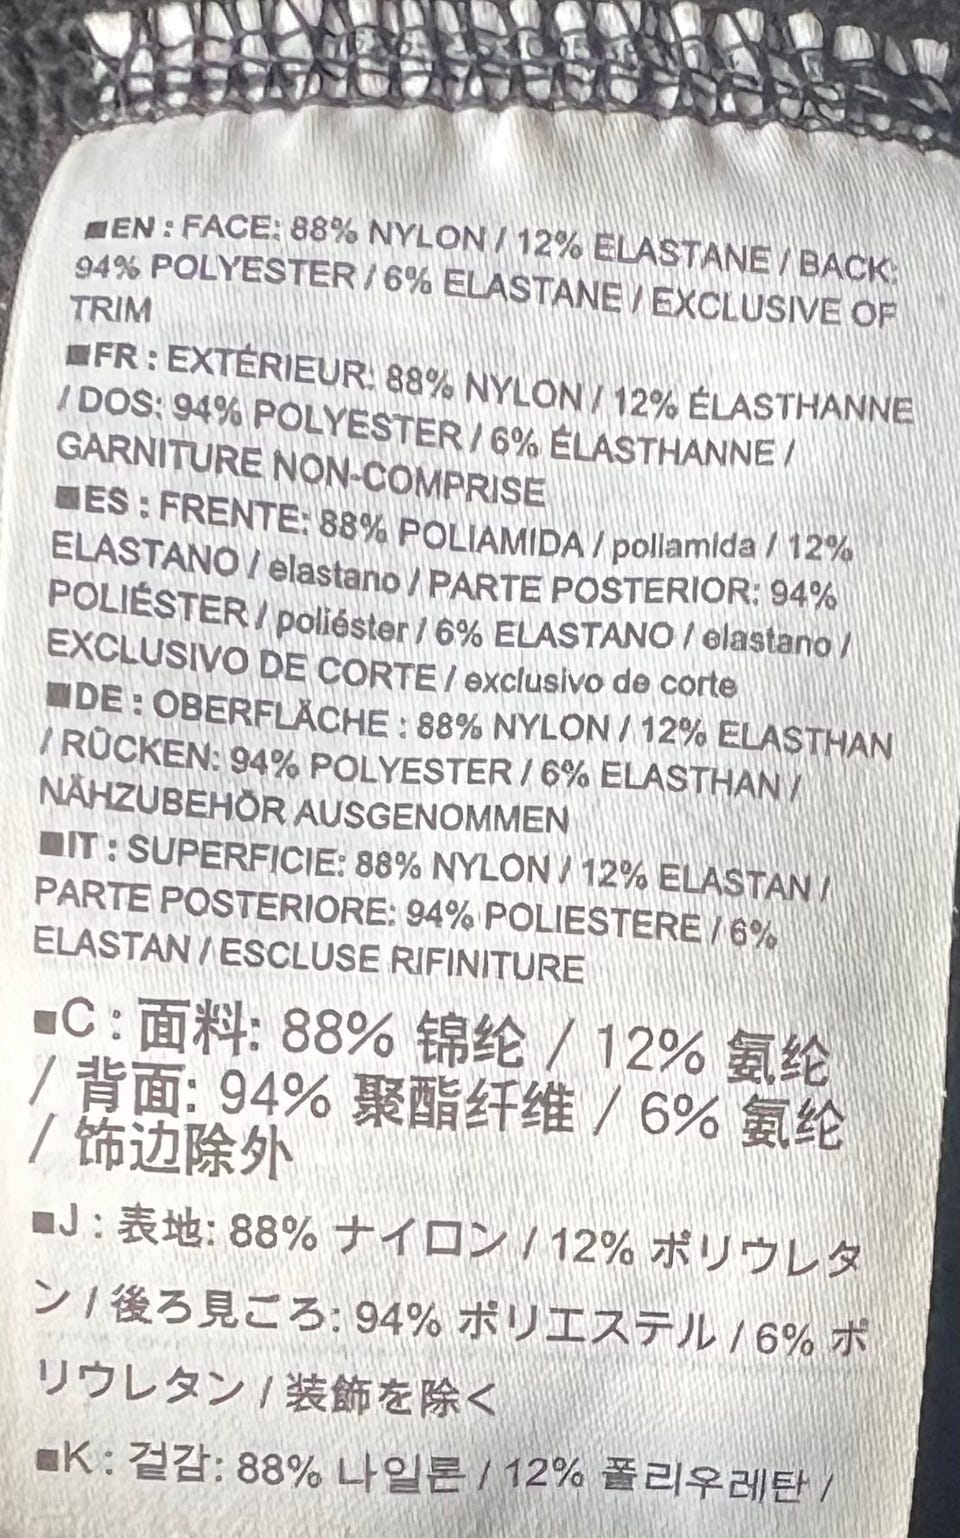 ■EN : FACE: 88% NYLON / 12% ELASTANE / BACK:
94% POLYESTER / 6% ELASTANE / EXCLUSIVE OF
TRIM
■FR : EXTÉRIEUR: 88% NYLON / 12% ÉLASTHANNE
/ DOS: 94% POLYESTER / 6% ÉLASTHANNE /
GARNITURE NON-COMPRISE
■ES : FRENTE: 88% POLIAMIDA / poliamida / 12%
ELASTANO / elastano / PARTE POSTERIOR: 94%
POLIÉSTER / poliéster / 6% ELASTANO / elastano /
EXCLUSIVO DE CORTE / exclusivo de corte
■DE : OBERFLÄCHE : 88% NYLON / 12% ELASTHAN
/ RÜCKEN: 94% POLYESTER / 6% ELASTHAN /
NÄHZUBEHÖR AUSGENOMMEN
■IT : SUPERFICIE: 88% NYLON / 12% ELASTAN /
PARTE POSTERIORE: 94% POLIESTERE / 6%
ELASTAN / ESCLUSE RIFINITURE
■C : 面料: 88% 锦纶 / 12% 氨纶
/ 背面: 94% 聚酯纤维 / 6% 氨纶
/ 饰边除外
■J : 表地: 88% ナイロン / 12% ポリウレタ
ン / 後ろ見ごろ: 94% ポリエステル / 6% ポ
リウレタン / 装飾を除く
■K : 겉감: 88% 나일론 / 12% 폴리우레탄 /